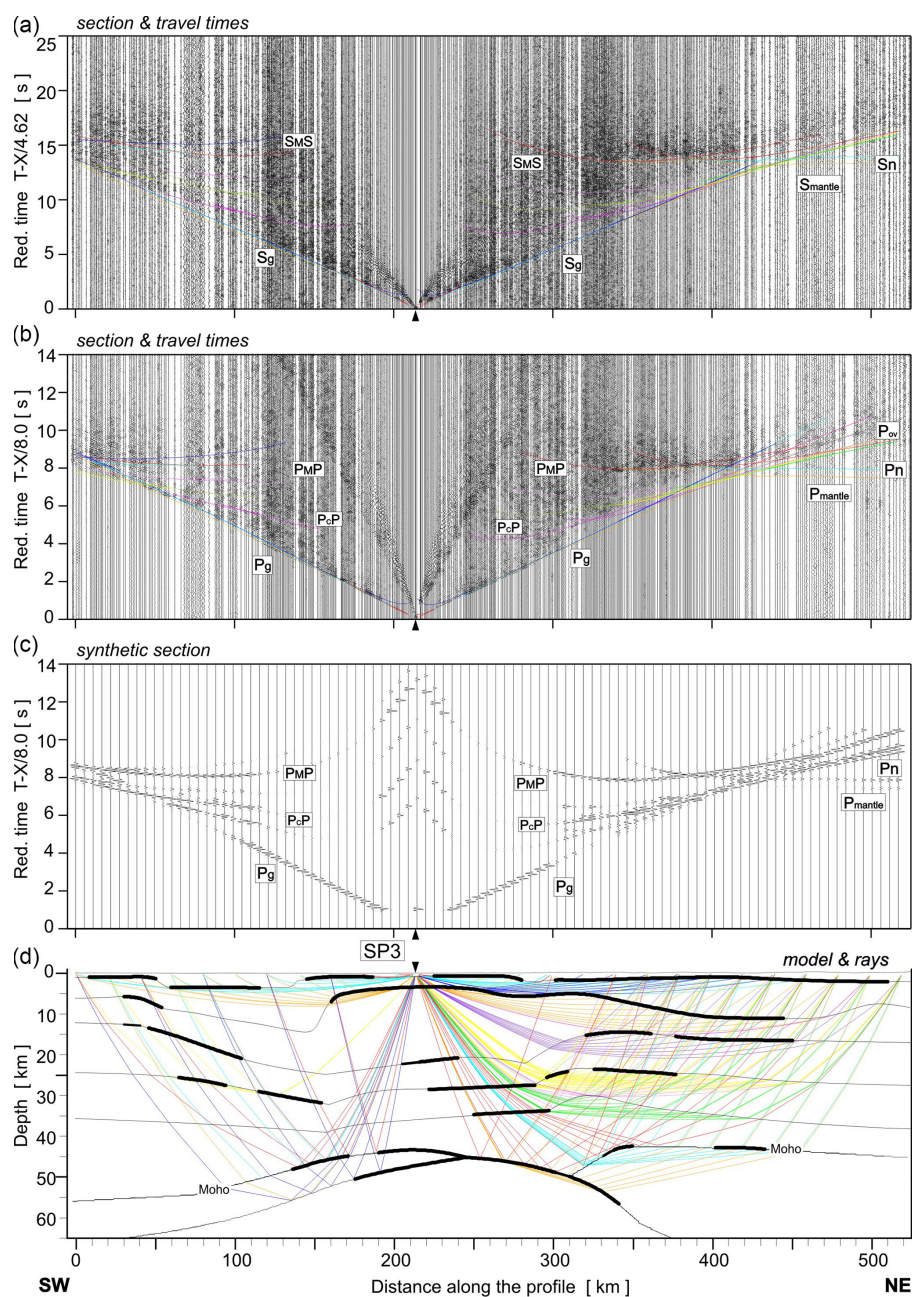 (a) section & travel times
25
20
15
10
5
0
Red. time T-X/4.62 [ s ]
SMS
SMS
Sn
Smantle
Sg
Sg
(b) section & travel times
14
12
10
8
6
4
2
0
Red. time T-X/8.0 [ s ]
Pov
PMP
PMP
Pn
Pmantle
PcP
PcP
Pg
Pg
(c) synthetic section
14
12
10
8
6
4
2
0
Red. time T-X/8.0 [ s ]
PMP
PMP
Pn
Pmantle
PcP
PcP
Pg
Pg
SP3
(d) model & rays
0
10
20
30
40
50
60
Depth [ km ]
Moho
Moho
0 100 200 300 400 500
SW Distance along the profile [ km ] NE